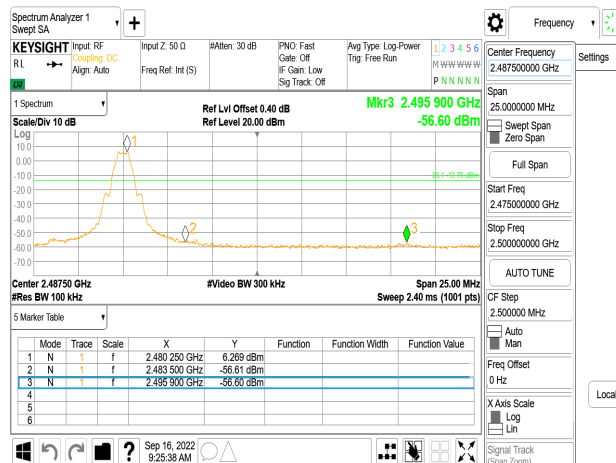 Spectrum Analyzer 1
Swept SA
Frequency
KEYSIGHT
RL
Input: RF
Coupling: DC
Align: Auto
Input Z: 50 Ω
Freq Ref: Int (S)
#Atten: 30 dB
PNO: Fast
Gate: Off
IF Gain: Low
Sig Track: Off
Avg Type: Log-Power
Trig: Free Run
1 2 3 4 5 6
M W W W W W
P N N N N N
1 Spectrum
Scale/Div 10 dB
Ref Lvl Offset 0.40 dB
Ref Level 20.00 dBm
Mkr3 2.495 900 GHz
-56.60 dBm
Log
10.0
0.00
-10.0
-20.0
-30.0
-40.0
-50.0
-60.0
-70.0
1
2
3
DL1 -13.78 dBm
Center 2.48750 GHz
#Res BW 100 kHz
#Video BW 300 kHz
Span 25.00 MHz
Sweep 2.40 ms (1001 pts)
5 Marker Table
Mode Trace Scale X Y Function Function Width Function Value
1 N 1 f 2.480 250 GHz 6.269 dBm
2 N 1 f 2.483 500 GHz -56.61 dBm
3 N 1 f 2.495 900 GHz -56.60 dBm
4
5
6
?
Sep 16, 2022
9:25:38 AM
Center Frequency
2.487500000 GHz
Settings
Span
25.0000000 MHz
Swept Span
Zero Span
Full Span
Start Freq
2.475000000 GHz
Stop Freq
2.500000000 GHz
AUTO TUNE
CF Step
2.500000 MHz
Auto
Man
Freq Offset
0 Hz
Local
X Axis Scale
Log
Lin
Signal Track
(Span Zoom)